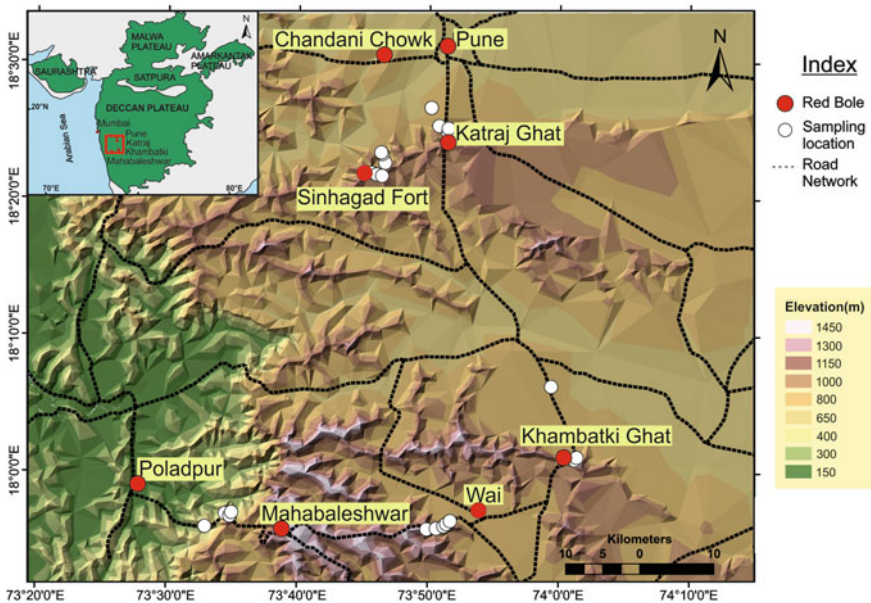 N
MALWA
PLATEAU
AMARKANTAK
PLATEAU
SAURASHTRA
SATPURA
20°N
DECCAN PLATEAU
Mumbai
Arabian Sea
Pune
Katraj
Khambatki
Mahabaleshwar
70°E
80°E
Chandani Chowk
Pune
N
Katraj Ghat
Sinhagad Fort
Khambatki Ghat
Poladpur
Mahabaleshwar
Wai
Kilometers
10
5
0
10
18°30'0"E
18°20'0"E
18°10'0"E
18°0'0"E
73°20'0"E
73°30'0"E
73°40'0"E
73°50'0"E
74°0'0"E
74°10'0"E
Index
Red Bole
Sampling
location
Road
Network
Elevation(m)
1450
1300
1150
1000
800
650
400
300
150